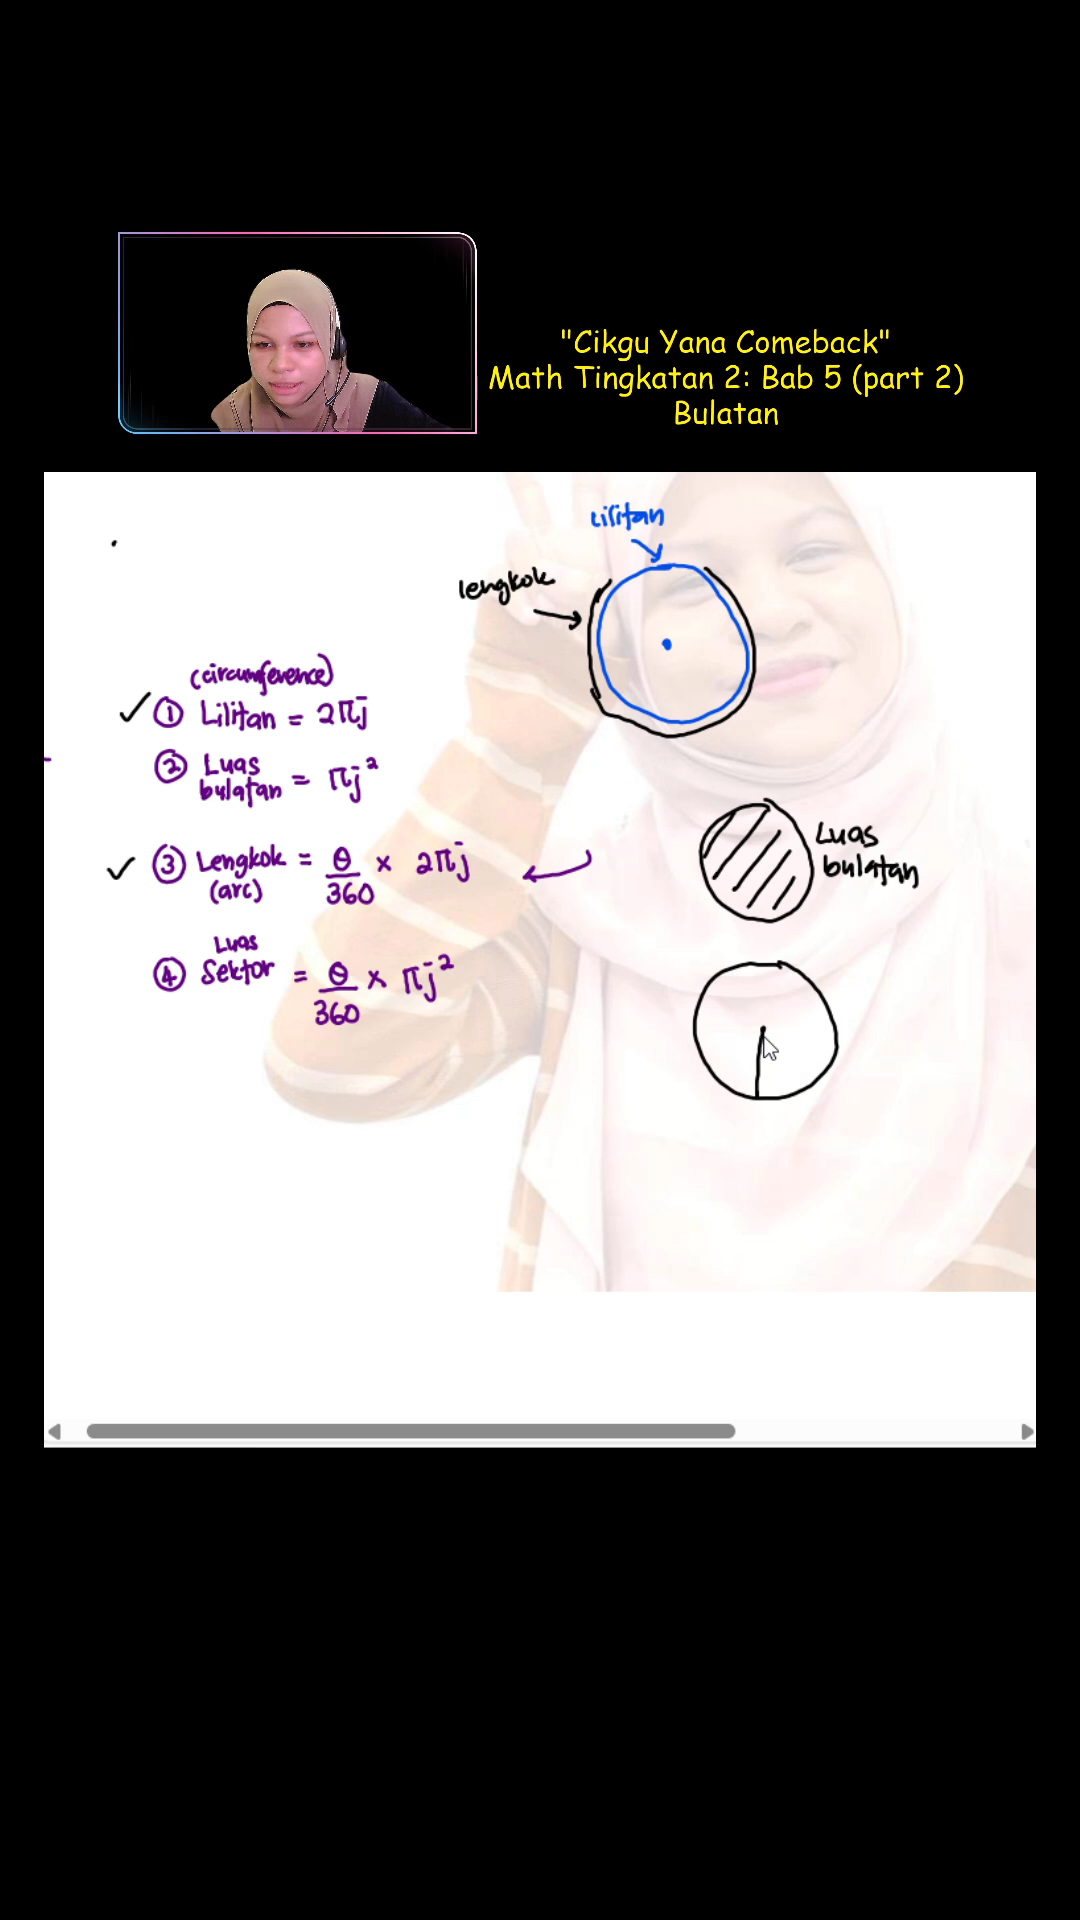 "Cikgu Yana Comeback"
Math Tingkatan 2: Bab 5 (part 2)
Bulatan
Lilitan
lengkok
(circumference)
① Lilitan = 2πj
② Luas
bulatan = πj²
③ Lengkok = θ/360 × 2πj
(arc)
Luas
④ Sektor = θ/360 × πj²
Luas
bulatan